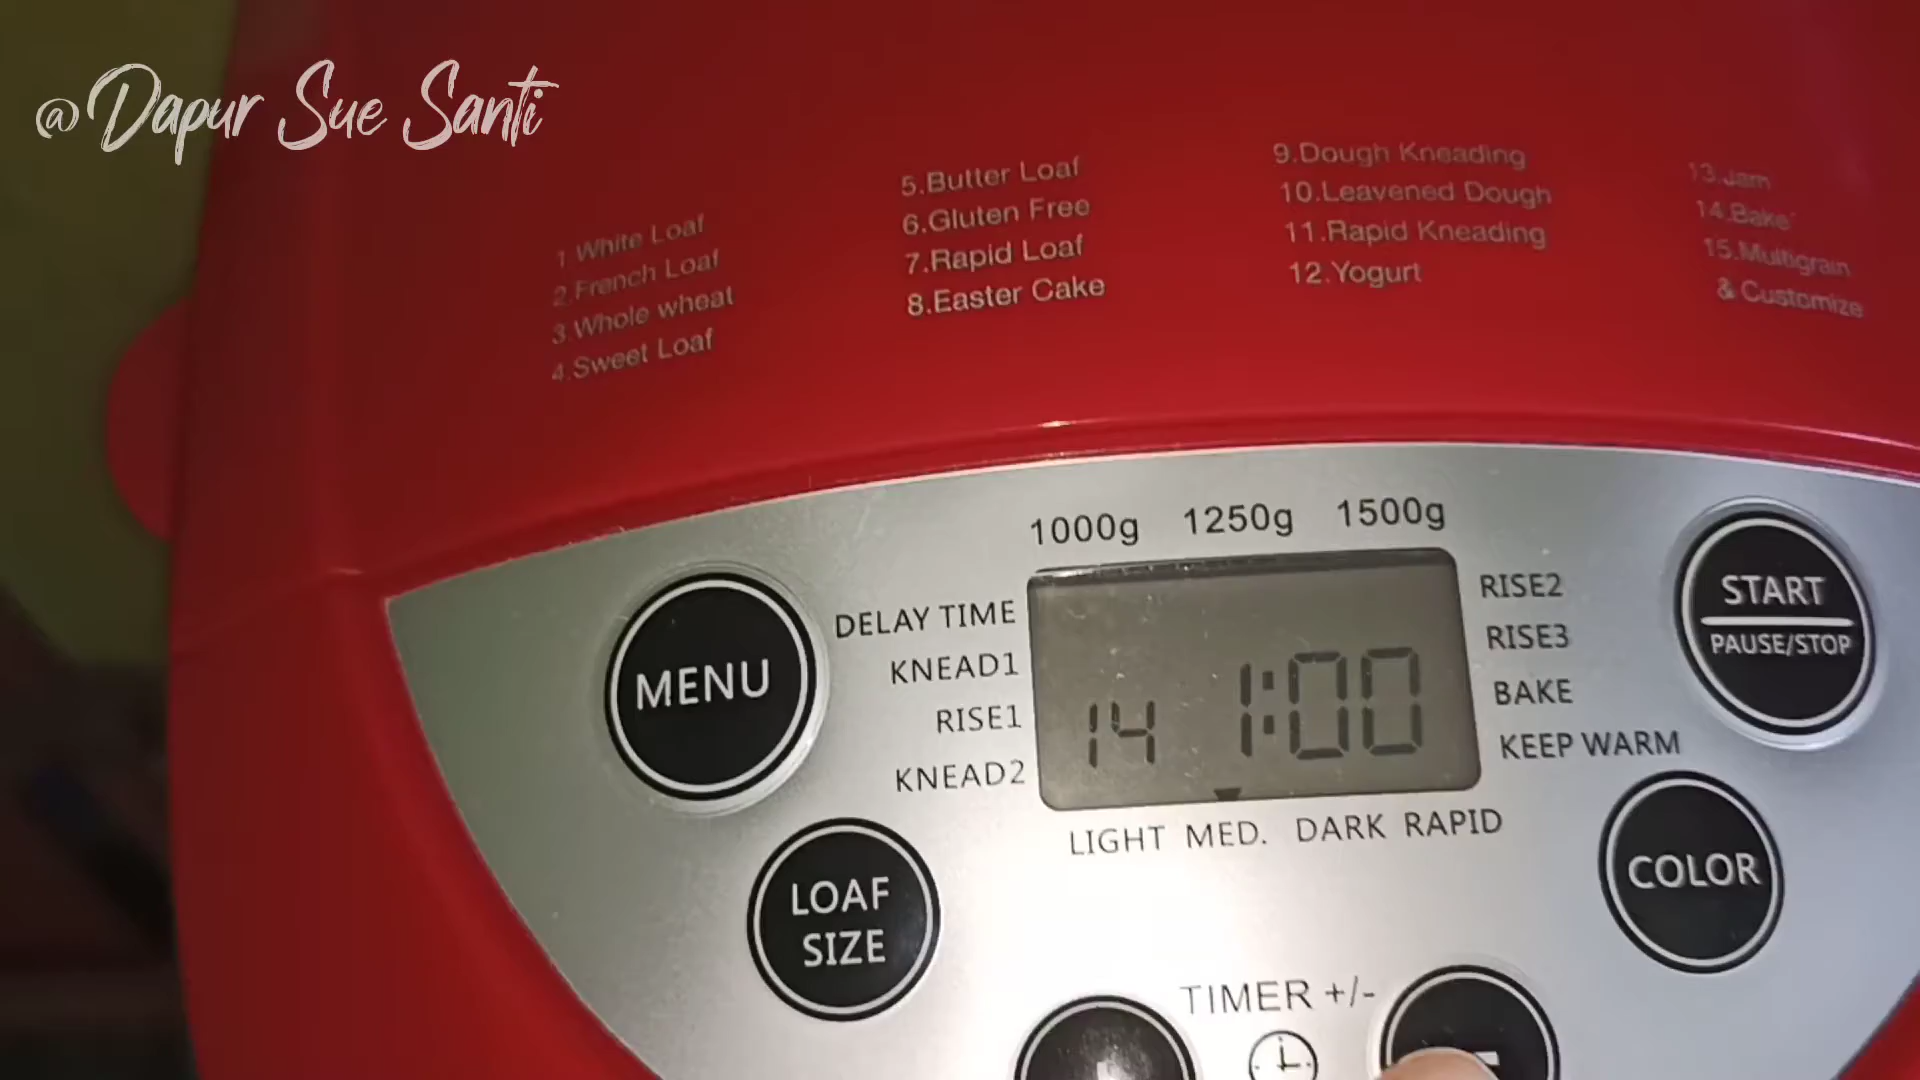 @Dapur Sue Santi
1 White Loaf
2.French Loaf
3.Whole wheat
4.Sweet Loaf
5.Butter Loaf
6.Gluten Free
7.Rapid Loaf
8.Easter Cake
9.Dough Kneading
10.Leavened Dough
11.Rapid Kneading
12.Yogurt
13.Jam
14.Bake
15.Multigrain
& Customize
1000g 1250g 1500g
MENU
DELAY TIME
KNEAD1
RISE1
KNEAD2
14 1:00
RISE2
RISE3
BAKE
KEEP WARM
START
PAUSE/STOP
LIGHT MED. DARK RAPID
LOAF
SIZE
COLOR
TIMER +/-